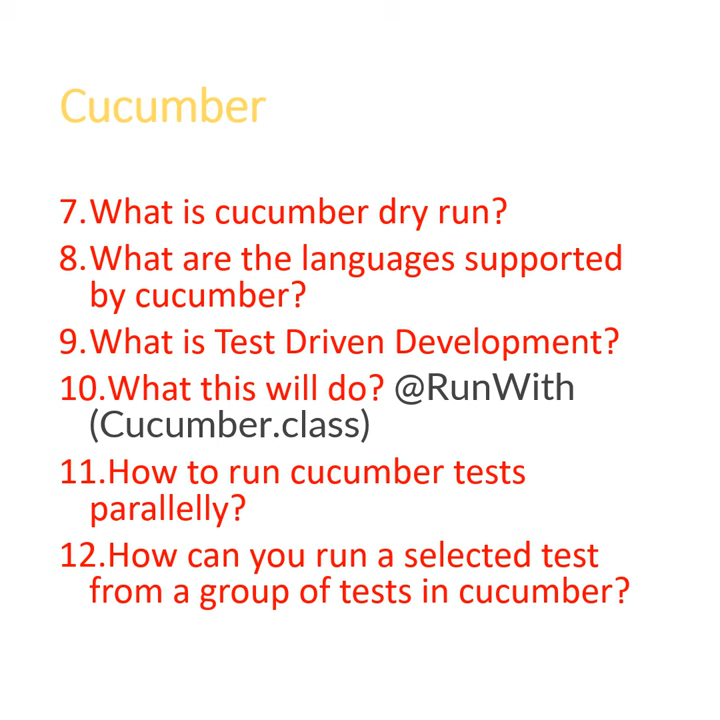 Cucumber
7.What is cucumber dry run?
8.What are the languages supported
by cucumber?
9.What is Test Driven Development?
10.What this will do? @RunWith
(Cucumber.class)
11.How to run cucumber tests
parallelly?
12.How can you run a selected test
from a group of tests in cucumber?